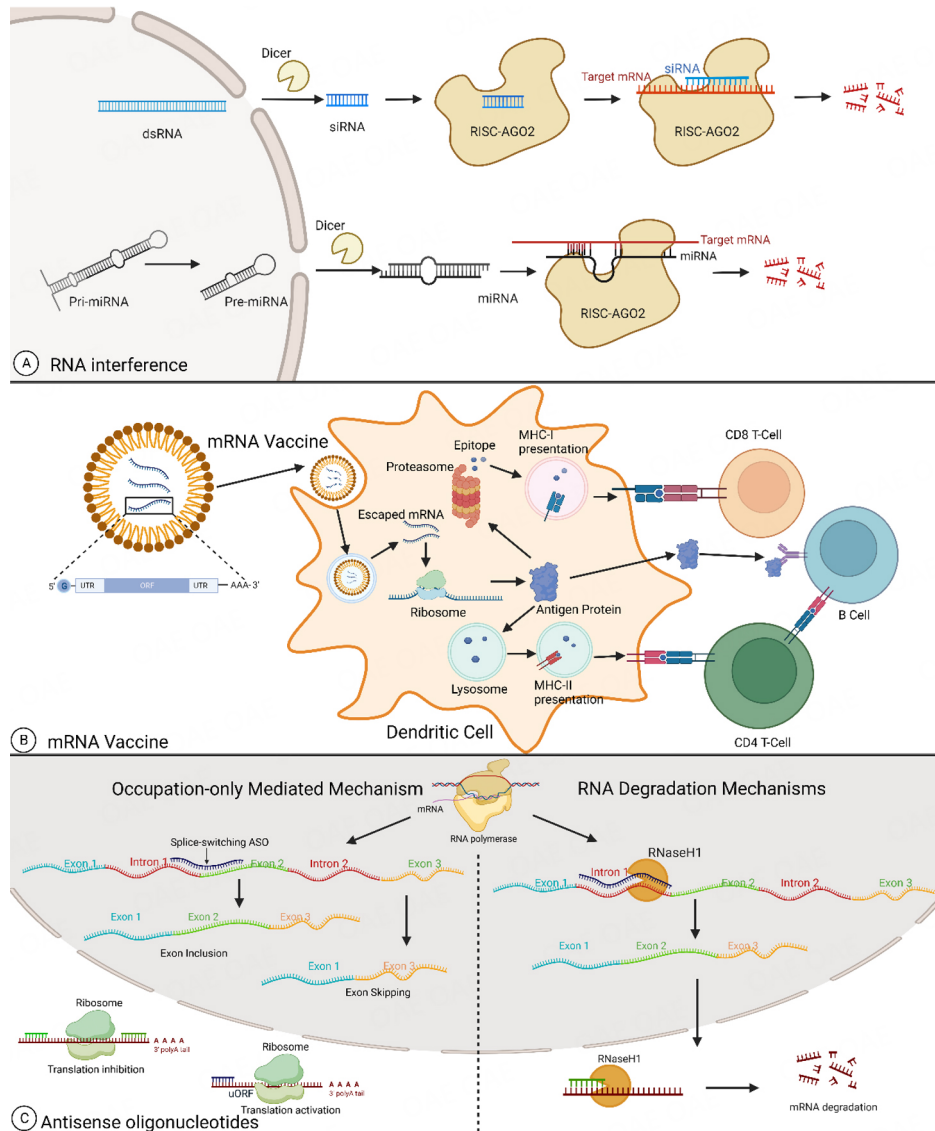 Dicer
dsRNA
siRNA
RISC-AGO2
Target mRNA
siRNA
RISC-AGO2
Pri-miRNA
Pre-miRNA
Dicer
miRNA
Target mRNA
miRNA
RISC-AGO2
A RNA interference
mRNA Vaccine
5' G UTR ORF UTR AAA- 3'
Proteasome
Epitope
MHC-I
presentation
Escaped mRNA
Ribosome
Antigen Protein
Lysosome
MHC-II
presentation
Dendritic Cell
CD8 T-Cell
B Cell
CD4 T-Cell
B mRNA Vaccine
Occupation-only Mediated Mechanism
mRNA
RNA polymerase
RNA Degradation Mechanisms
Splice-switching ASO
Exon 1
Intron 1
Exon 2
Intron 2
Exon 3
Exon 1
Exon 2
Exon 3
Exon Inclusion
Exon 1
Exon 3
Exon Skipping
Ribosome
A A A A
3' polyA tail
Translation inhibition
Ribosome
uORF
A A A A
3' polyA tail
Translation activation
RNaseH1
Exon 1
Intron 1
Exon 2
Intron 2
Exon 3
Exon 1
Exon 2
Exon 3
RNaseH1
mRNA degradation
C Antisense oligonucleotides